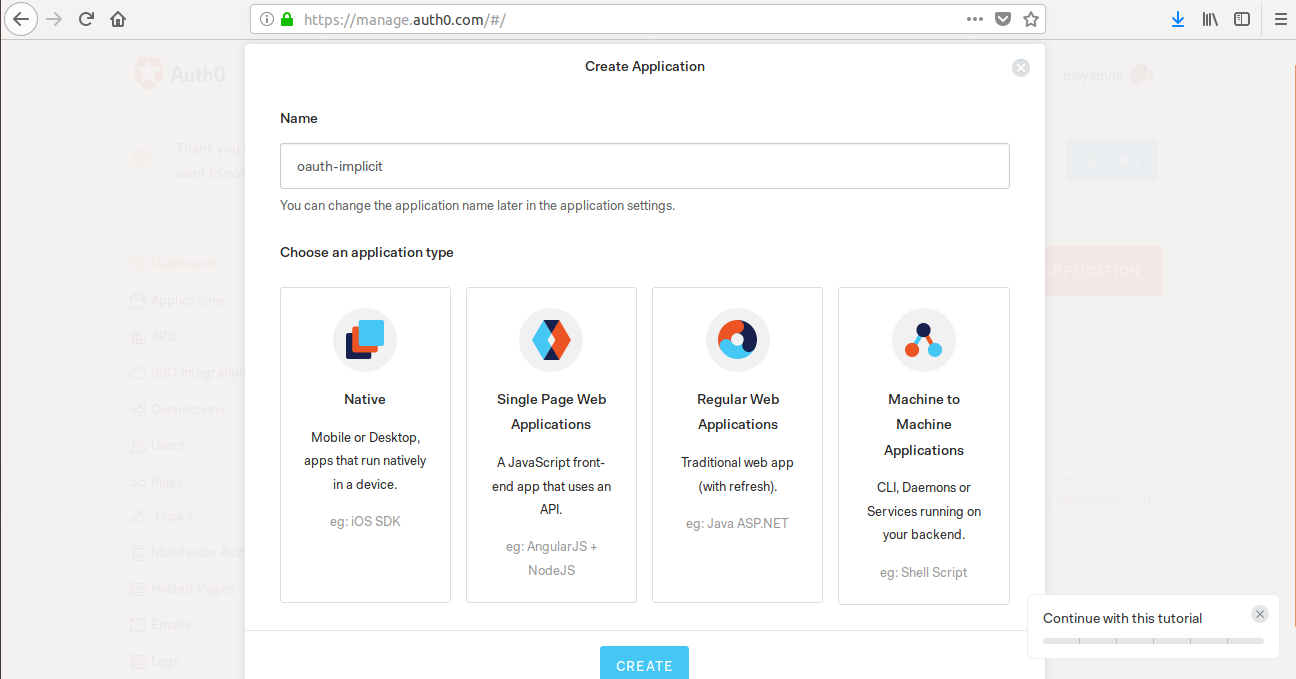 https://manage.auth0.com/#/
Create Application
Auth0
mayemne
Name
Thank you
want to con
BILLING
oauth-implicit
You can change the application name later in the application settings.
Choose an application type
Dashboard
Applications
APIs
SSO Integration
Connections
Users
Rules
Hooks
Multifactor Auth
Hosted Pages
Emails
Logs
APPLICATION
Native
Mobile or Desktop,
apps that run natively
in a device.
eg: iOS SDK
Single Page Web
Applications
A JavaScript front-
end app that uses an
API.
eg: AngularJS +
NodeJS
Regular Web
Applications
Traditional web app
(with refresh).
eg: Java ASP.NET
Machine to
Machine
Applications
CLI, Daemons or
Services running on
your backend.
eg: Shell Script
in UTC
Continue with this tutorial
CREATE